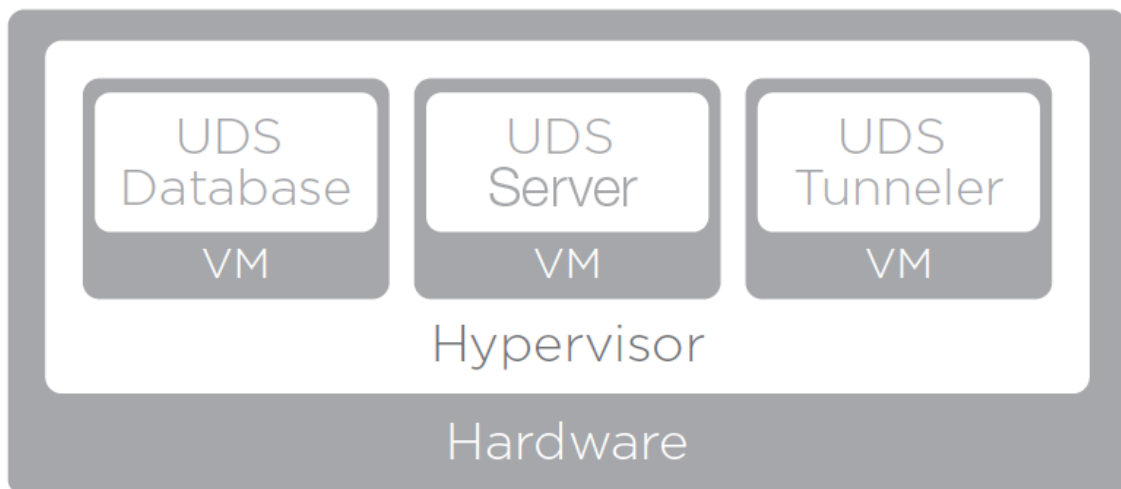 UDS
Database
VM
UDS
Server
VM
UDS
Tunneler
VM
Hypervisor
Hardware